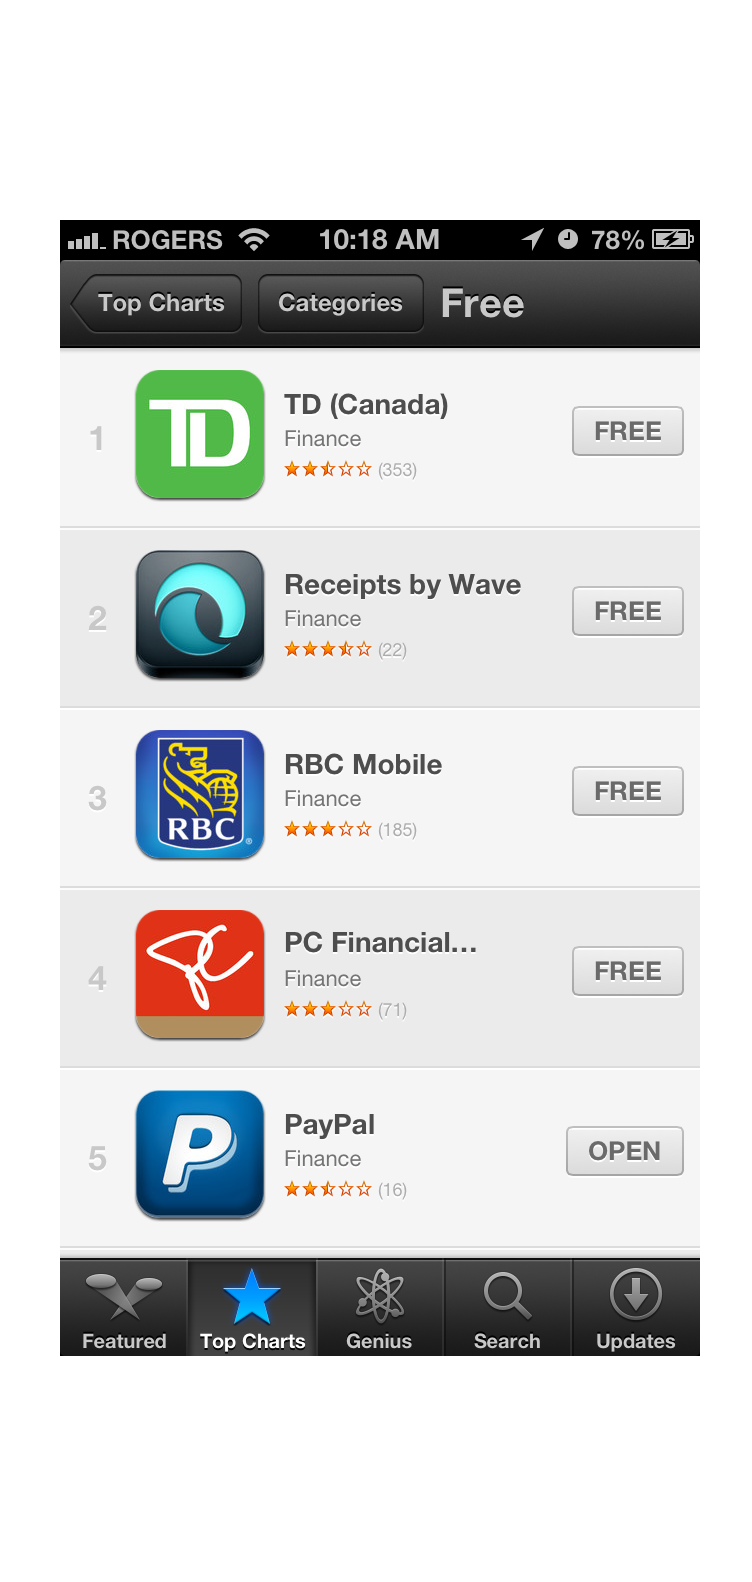 ROGERS 10:18 AM 78%
Top Charts Categories Free
1
TD
TD (Canada)
Finance
(353)
FREE
2
Receipts by Wave
Finance
(22)
FREE
3
RBC
®
RBC Mobile
Finance
(185)
FREE
4
PC
PC Financial...
Finance
(71)
FREE
5
P
PayPal
Finance
(16)
OPEN
Featured Top Charts Genius Search Updates